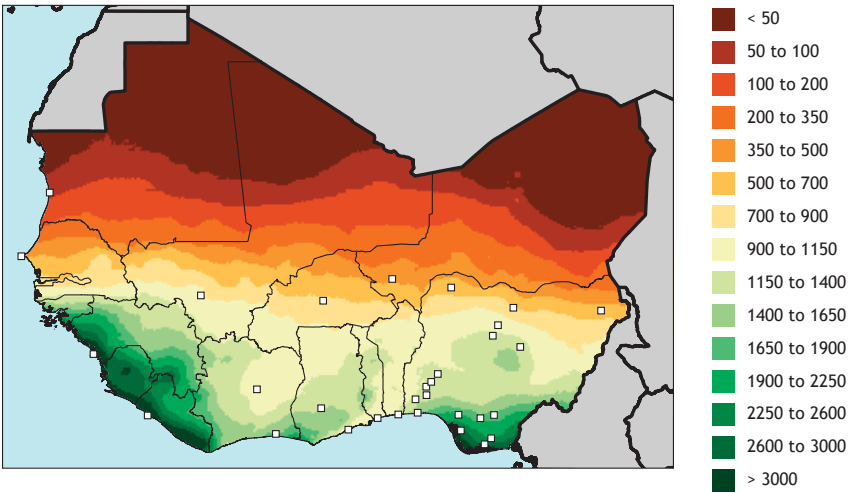 < 50
50 to 100
100 to 200
200 to 350
350 to 500
500 to 700
700 to 900
900 to 1150
1150 to 1400
1400 to 1650
1650 to 1900
1900 to 2250
2250 to 2600
2600 to 3000
> 3000